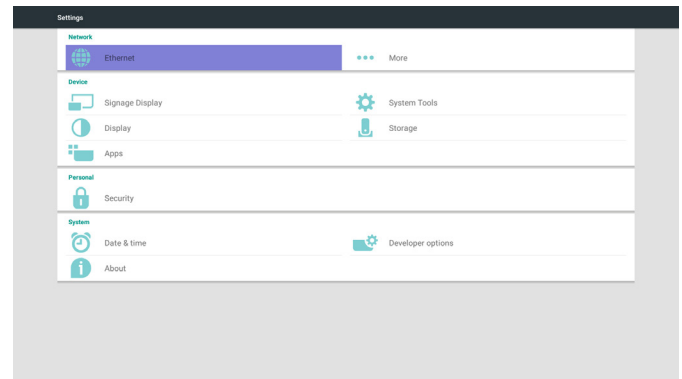 Settings
Network
Ethernet
More
Device
Signage Display
System Tools
Display
Storage
Apps
Personal
Security
System
Date & time
Developer options
About